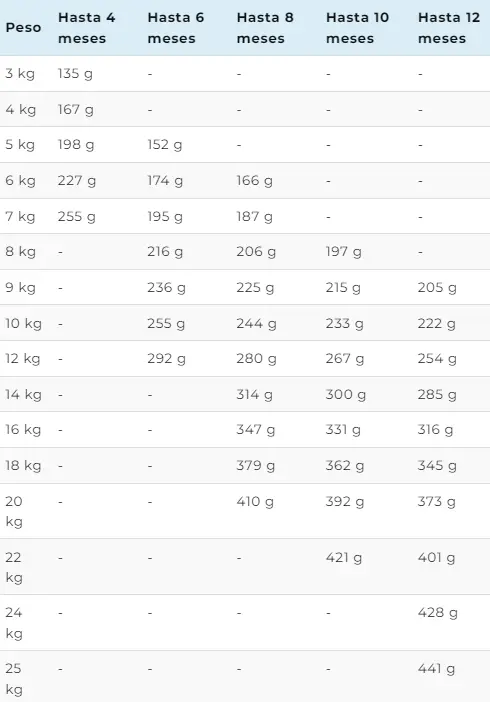 Peso Hasta 4 meses Hasta 6 meses Hasta 8 meses Hasta 10 meses Hasta 12 meses
3 kg 135 g - - - -
4 kg 167 g - - - -
5 kg 198 g 152 g - - -
6 kg 227 g 174 g 166 g - -
7 kg 255 g 195 g 187 g - -
8 kg - 216 g 206 g 197 g -
9 kg - 236 g 225 g 215 g 205 g
10 kg - 255 g 244 g 233 g 222 g
12 kg - 292 g 280 g 267 g 254 g
14 kg - - 314 g 300 g 285 g
16 kg - - 347 g 331 g 316 g
18 kg - - 379 g 362 g 345 g
20 kg - - 410 g 392 g 373 g
22 kg - - - 421 g 401 g
24 kg - - - - 428 g
25 kg - - - - 441 g